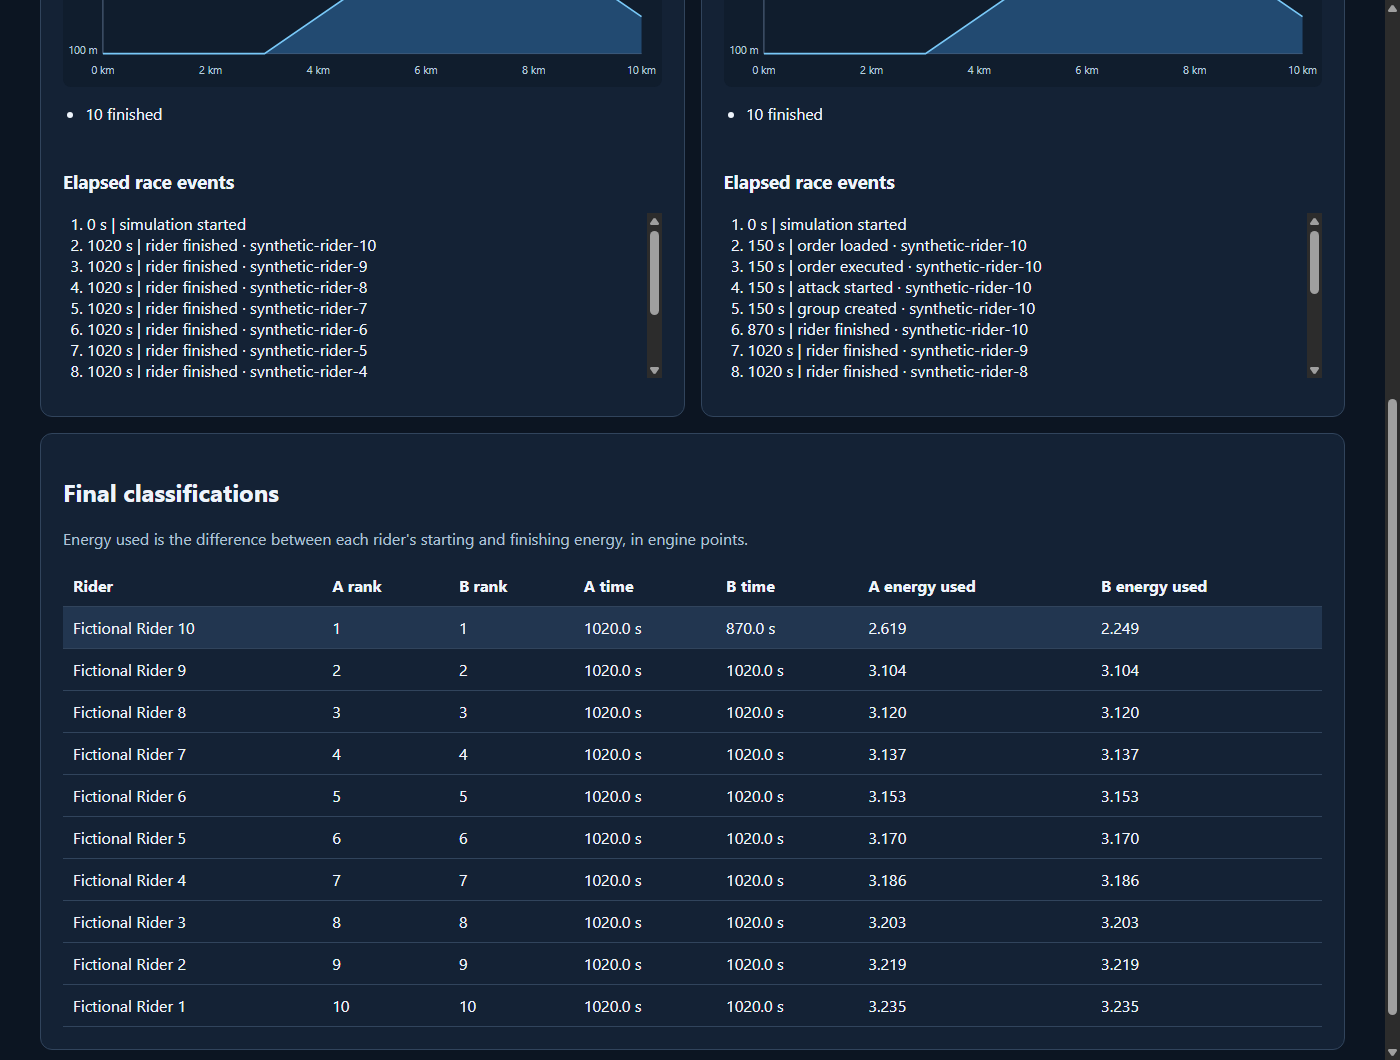 100 m
0 km 2 km 4 km 6 km 8 km 10 km
• 10 finished
Elapsed race events
1. 0 s | simulation started
2. 1020 s | rider finished · synthetic-rider-10
3. 1020 s | rider finished · synthetic-rider-9
4. 1020 s | rider finished · synthetic-rider-8
5. 1020 s | rider finished · synthetic-rider-7
6. 1020 s | rider finished · synthetic-rider-6
7. 1020 s | rider finished · synthetic-rider-5
8. 1020 s | rider finished · synthetic-rider-4
100 m
0 km 2 km 4 km 6 km 8 km 10 km
• 10 finished
Elapsed race events
1. 0 s | simulation started
2. 150 s | order loaded · synthetic-rider-10
3. 150 s | order executed · synthetic-rider-10
4. 150 s | attack started · synthetic-rider-10
5. 150 s | group created · synthetic-rider-10
6. 870 s | rider finished · synthetic-rider-10
7. 1020 s | rider finished · synthetic-rider-9
8. 1020 s | rider finished · synthetic-rider-8
Final classifications
Energy used is the difference between each rider's starting and finishing energy, in engine points.
Rider A rank B rank A time B time A energy used B energy used
Fictional Rider 10 1 1 1020.0 s 870.0 s 2.619 2.249
Fictional Rider 9 2 2 1020.0 s 1020.0 s 3.104 3.104
Fictional Rider 8 3 3 1020.0 s 1020.0 s 3.120 3.120
Fictional Rider 7 4 4 1020.0 s 1020.0 s 3.137 3.137
Fictional Rider 6 5 5 1020.0 s 1020.0 s 3.153 3.153
Fictional Rider 5 6 6 1020.0 s 1020.0 s 3.170 3.170
Fictional Rider 4 7 7 1020.0 s 1020.0 s 3.186 3.186
Fictional Rider 3 8 8 1020.0 s 1020.0 s 3.203 3.203
Fictional Rider 2 9 9 1020.0 s 1020.0 s 3.219 3.219
Fictional Rider 1 10 10 1020.0 s 1020.0 s 3.235 3.235